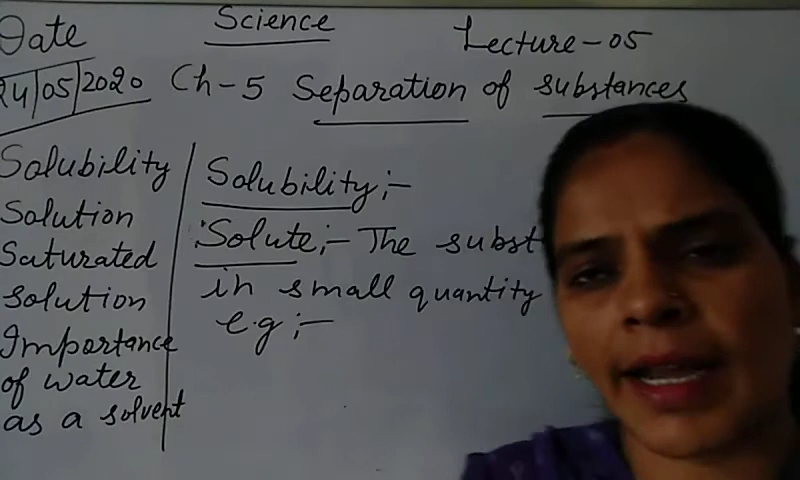 Date
Science
Lecture-05
24/05/2020
Ch-5 Separation of substances
Solubility
Solution
Saturated
Solution
Importance
of water
as a solvent
Solubility:-
Solute:- The subst
in small quantity
e.g:-